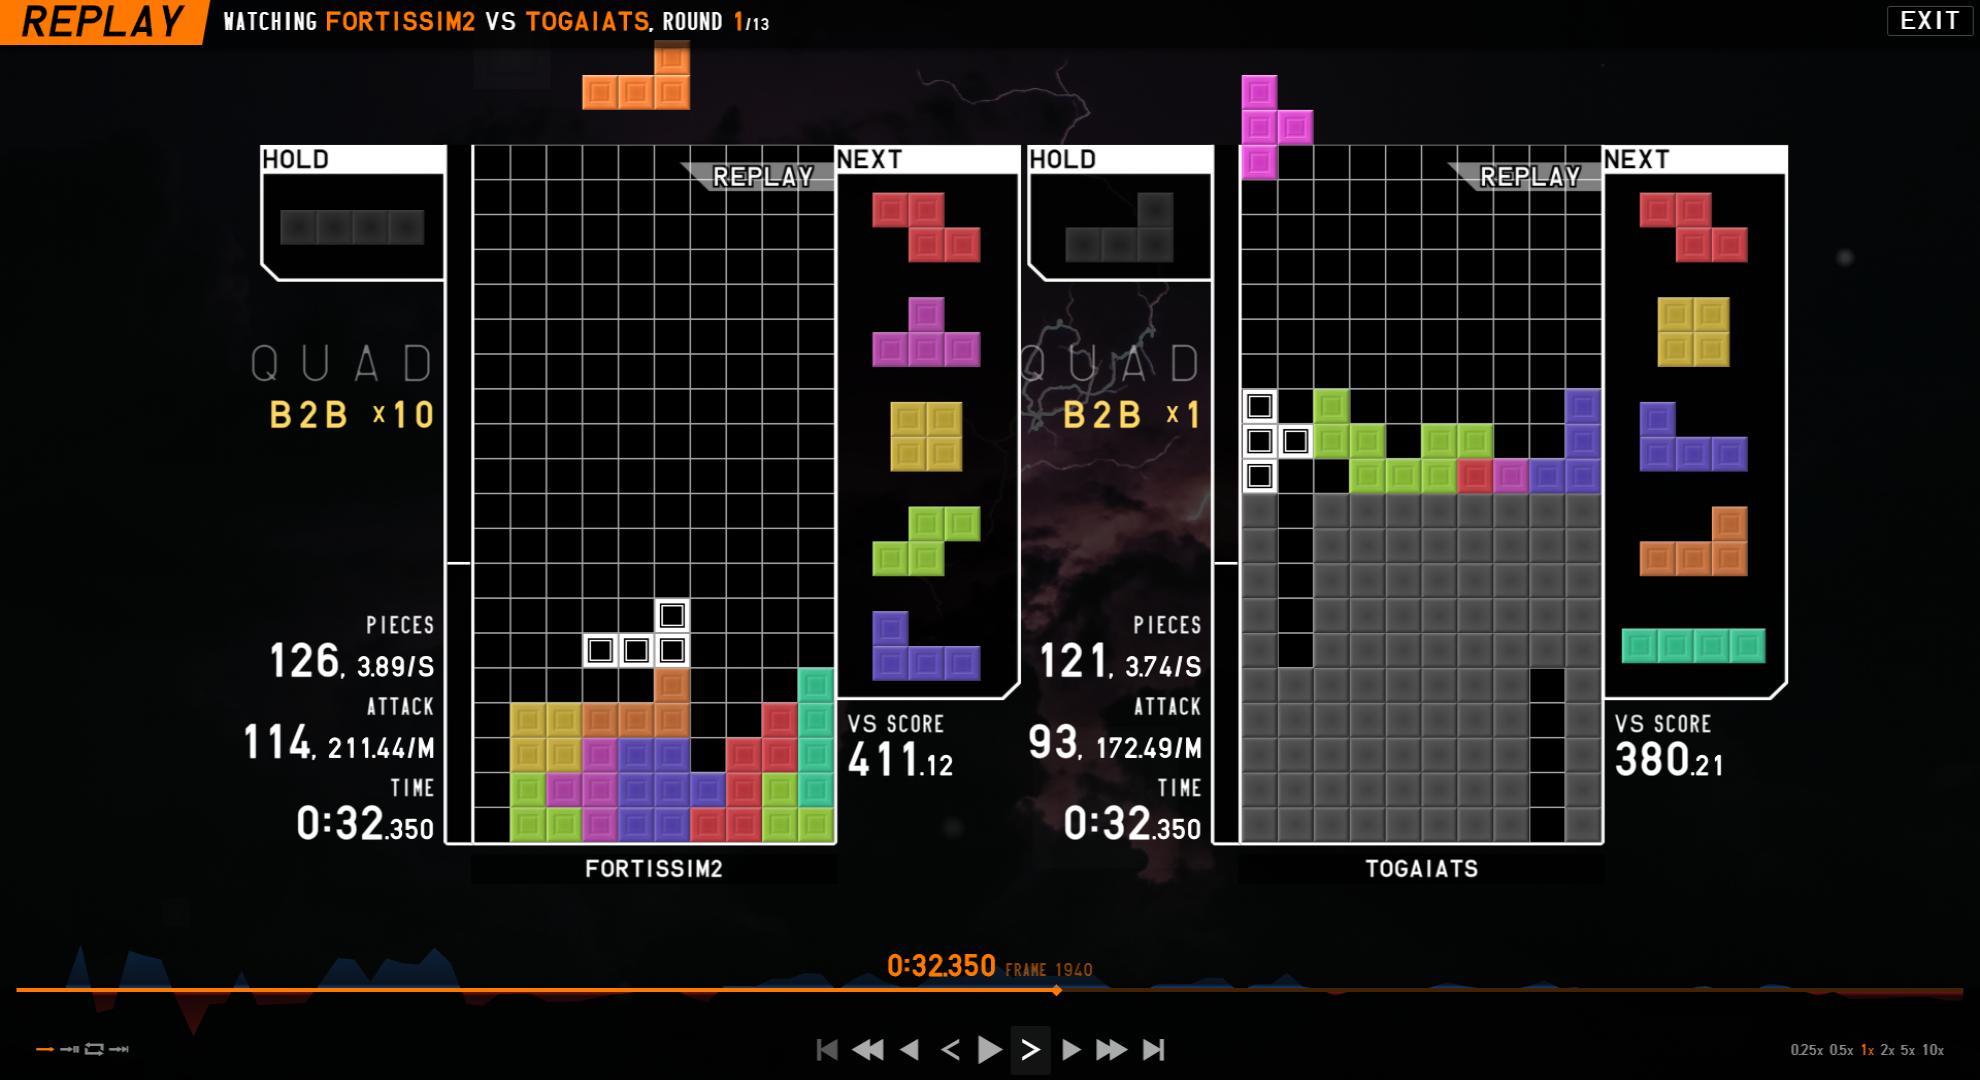 REPLAY WATCHING FORTISSIM2 VS TOGAIATS, ROUND 1/13 EXIT
HOLD
REPLAY
NEXT
QUAD
B2B ×10
PIECES
126, 3.89/S
ATTACK
114, 211.44/M
TIME
0:32.350
VS SCORE
411.12
FORTISSIM2
HOLD
REPLAY
NEXT
QUAD
B2B ×1
PIECES
121, 3.74/S
ATTACK
93, 172.49/M
TIME
0:32.350
VS SCORE
380.21
TOGAIATS
0:32.350 FRAME 1940
0.25x 0.5x 1x 2x 5x 10x